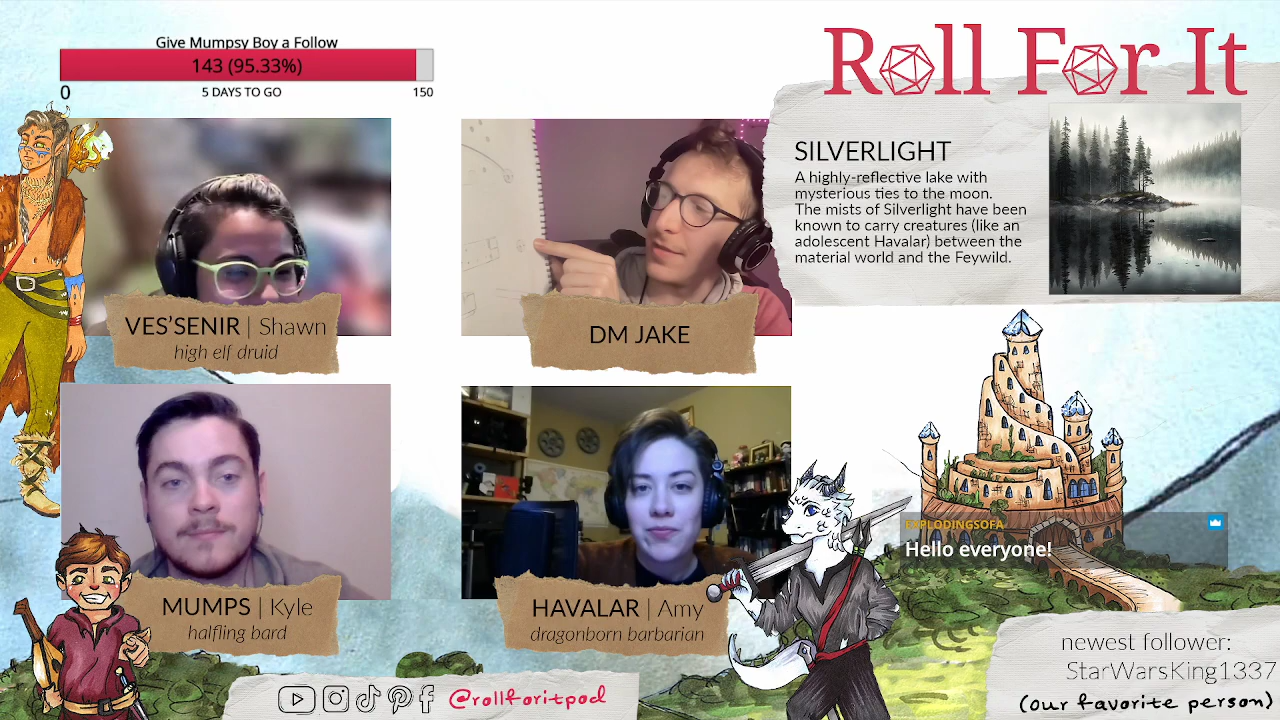 Give Mumpsy Boy a Follow
143 (95.33%)
0
5 DAYS TO GO
150
Roll For It
SILVERLIGHT
A highly-reflective lake with
mysterious ties to the moon.
The mists of Silverlight have been
known to carry creatures (like an
adolescent Havalar) between the
material world and the Feywild.
VES'SENIR | Shawn
high elf druid
DM JAKE
EXPLODINGSOFA
Hello everyone!
MUMPS | Kyle
halfling bard
HAVALAR | Amy
dragonborn barbarian
newest follower:
StarWarsKing1337
(our favorite person)
@rollforitpod